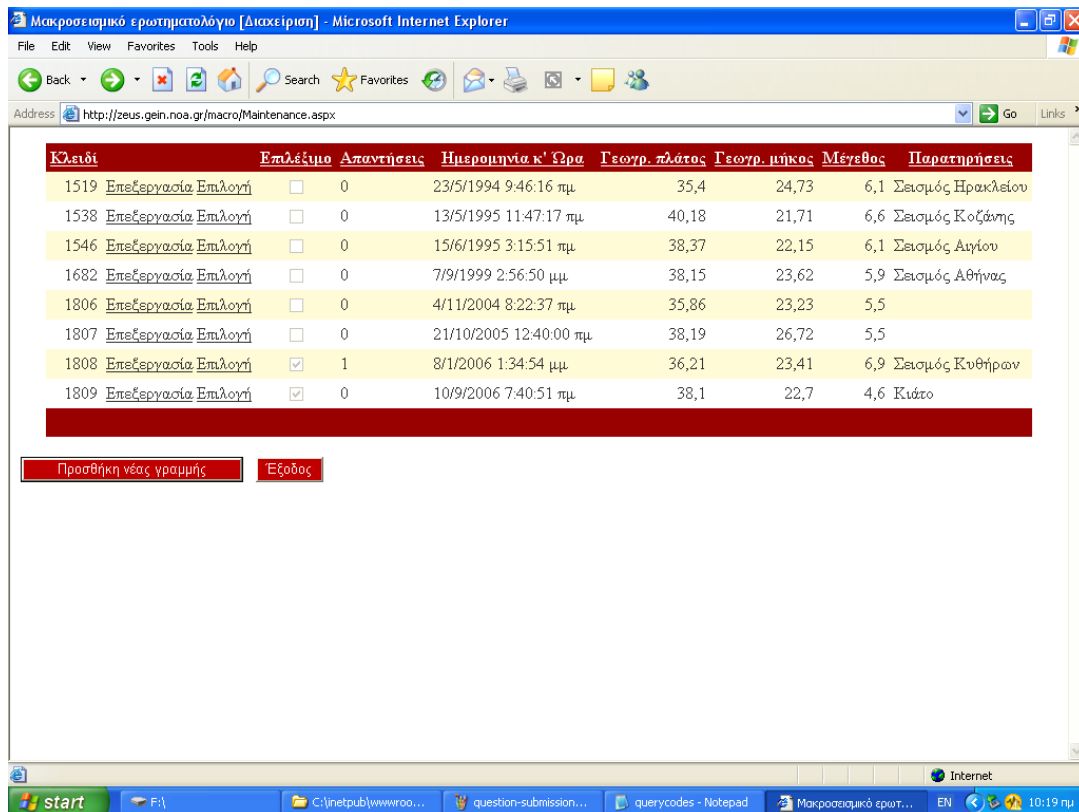 Μακροσεισμικό ερωτηματολόγιο [Διαχείριση] - Microsoft Internet Explorer
File Edit View Favorites Tools Help
Back Search Favorites
Address http://zeus.gein.noa.gr/macro/Maintenance.aspx Go Links
Κλειδί Επιλέξιμο Απαντήσεις Ημερομηνία κ' Ώρα Γεωγρ. πλάτος Γεωγρ. μήκος Μέγεθος Παρατηρήσεις
1519 Επεξεργασία Επιλογή 0 23/5/1994 9:46:16 πμ 35,4 24,73 6,1 Σεισμός Ηρακλείου
1538 Επεξεργασία Επιλογή 0 13/5/1995 11:47:17 πμ 40,18 21,71 6,6 Σεισμός Κοζάνης
1546 Επεξεργασία Επιλογή 0 15/6/1995 3:15:51 πμ 38,37 22,15 6,1 Σεισμός Αιγίου
1682 Επεξεργασία Επιλογή 0 7/9/1999 2:56:50 μμ 38,15 23,62 5,9 Σεισμός Αθήνας
1806 Επεξεργασία Επιλογή 0 4/11/2004 8:22:37 πμ 35,86 23,23 5,5
1807 Επεξεργασία Επιλογή 0 21/10/2005 12:40:00 πμ 38,19 26,72 5,5
1808 Επεξεργασία Επιλογή 1 8/1/2006 1:34:54 μμ 36,21 23,41 6,9 Σεισμός Κυθήρων
1809 Επεξεργασία Επιλογή 0 10/9/2006 7:40:51 πμ 38,1 22,7 4,6 Κιάτο
Προσθήκη νέας γραμμής Έξοδος
Internet
start F:\ C:\inetpub\wwwroo... question-submission... querycodes - Notepad Μακροσεισμικό ερωτ... EN 10:19 πμ